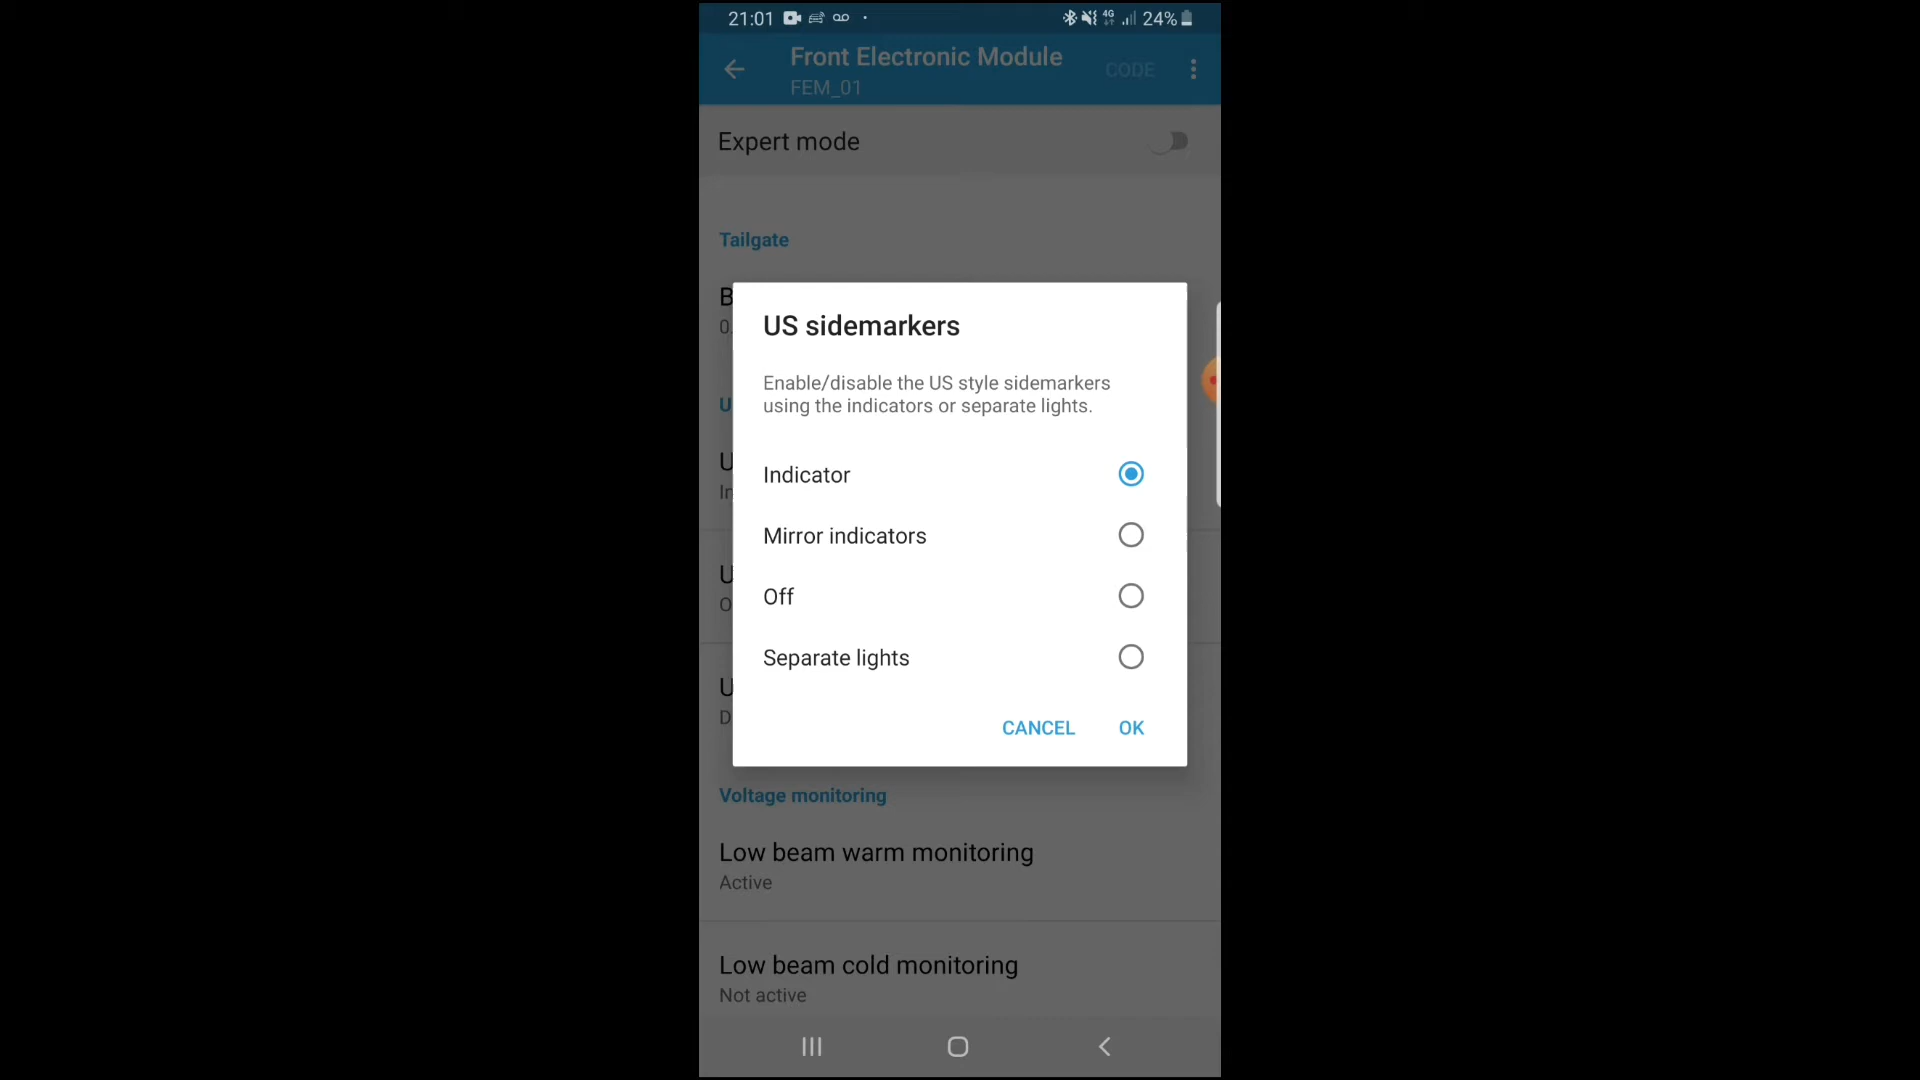 21:01 4G 24%
Front Electronic Module
CODE
FEM_01
Expert mode
Tailgate
US sidemarkers
Enable/disable the US style sidemarkers
using the indicators or separate lights.
Indicator
Mirror indicators
Off
Separate lights
CANCEL OK
Voltage monitoring
Low beam warm monitoring
Active
Low beam cold monitoring
Not active